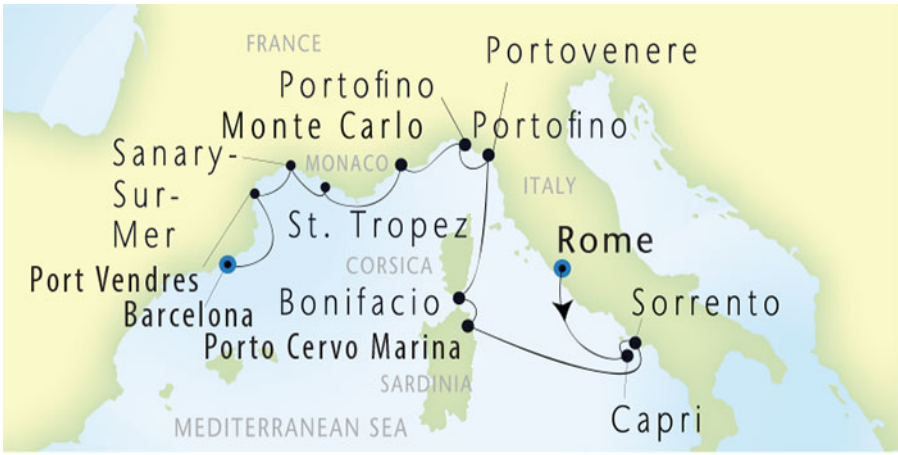 FRANCE
Portovenere
Portofino
Monte Carlo
Portofino
Sanary-
Sur-
Mer
MONACO
ITALY
St. Tropez
Rome
CORSICA
Port Vendres
Barcelona
Bonifacio
Sorrento
Porto Cervo Marina
SARDINIA
Capri
MEDITERRANEAN SEA